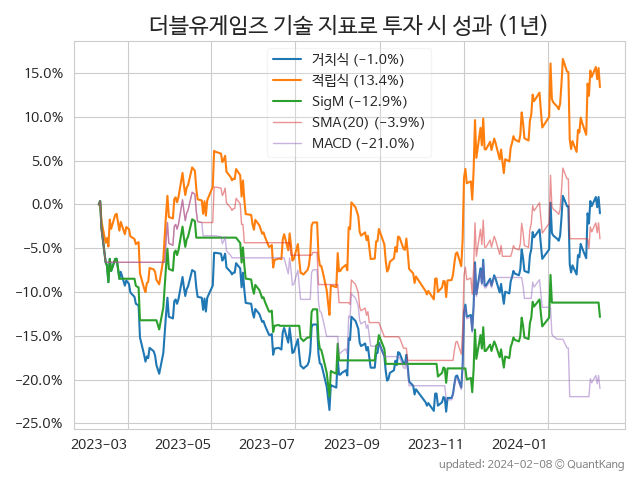 더블유게임즈 기술 지표로 투자 시 성과 (1년)
거치식 (−1.0%)
적립식 (13.4%)
SigM (−12.9%)
SMA(20) (−3.9%)
MACD (−21.0%)
15.0%
10.0%
5.0%
0.0%
−5.0%
−10.0%
−15.0%
−20.0%
−25.0%
2023-03 2023-05 2023-07 2023-09 2023-11 2024-01
updated: 2024-02-08 © QuantKang